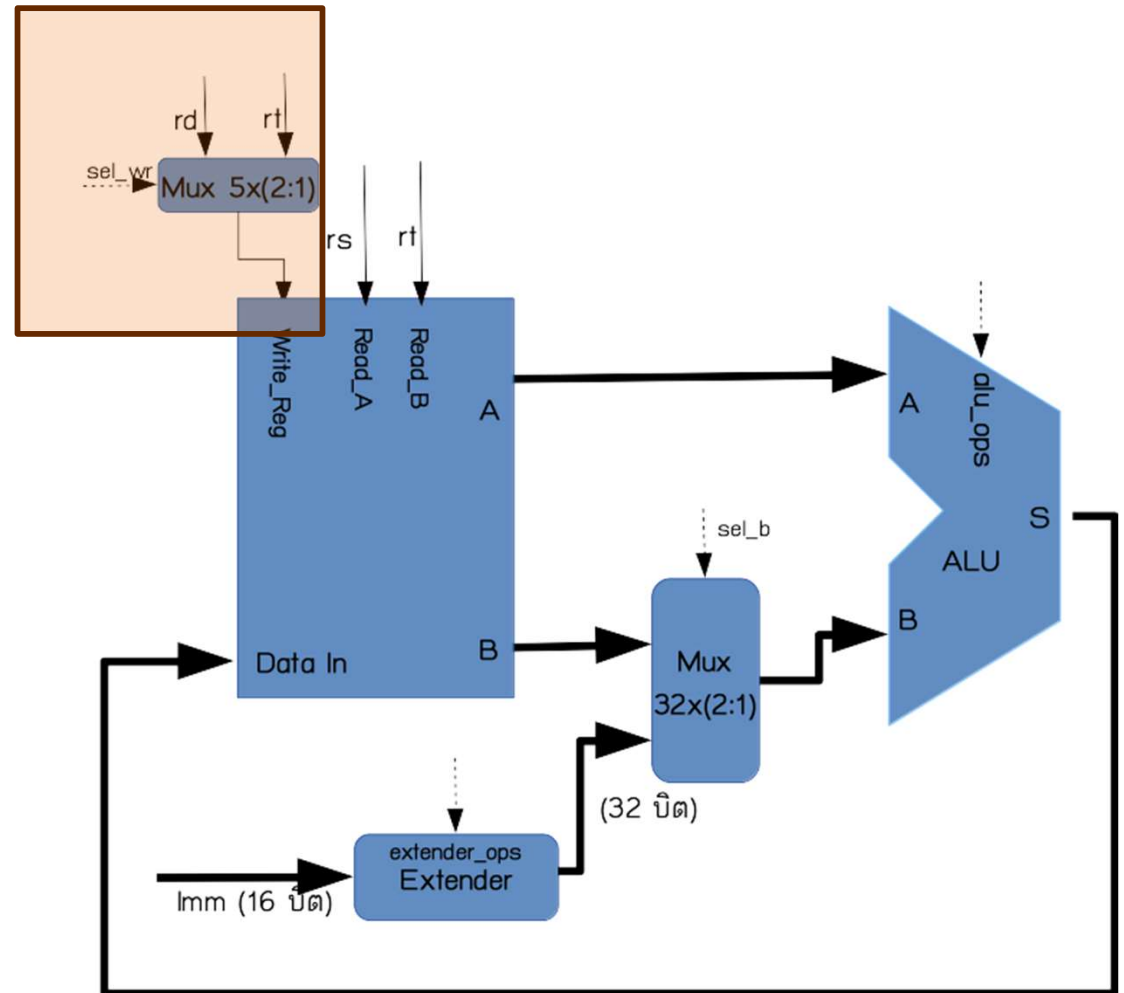 rd
rt
sel_wr
Mux 5x(2:1)
rs
rt
Write_Reg
Read_A
Read_B
A
A
alu_ops
S
sel_b
ALU
B
B
Data In
Mux
32x(2:1)
(32 บิต)
extender_ops
Extender
Imm (16 บิต)